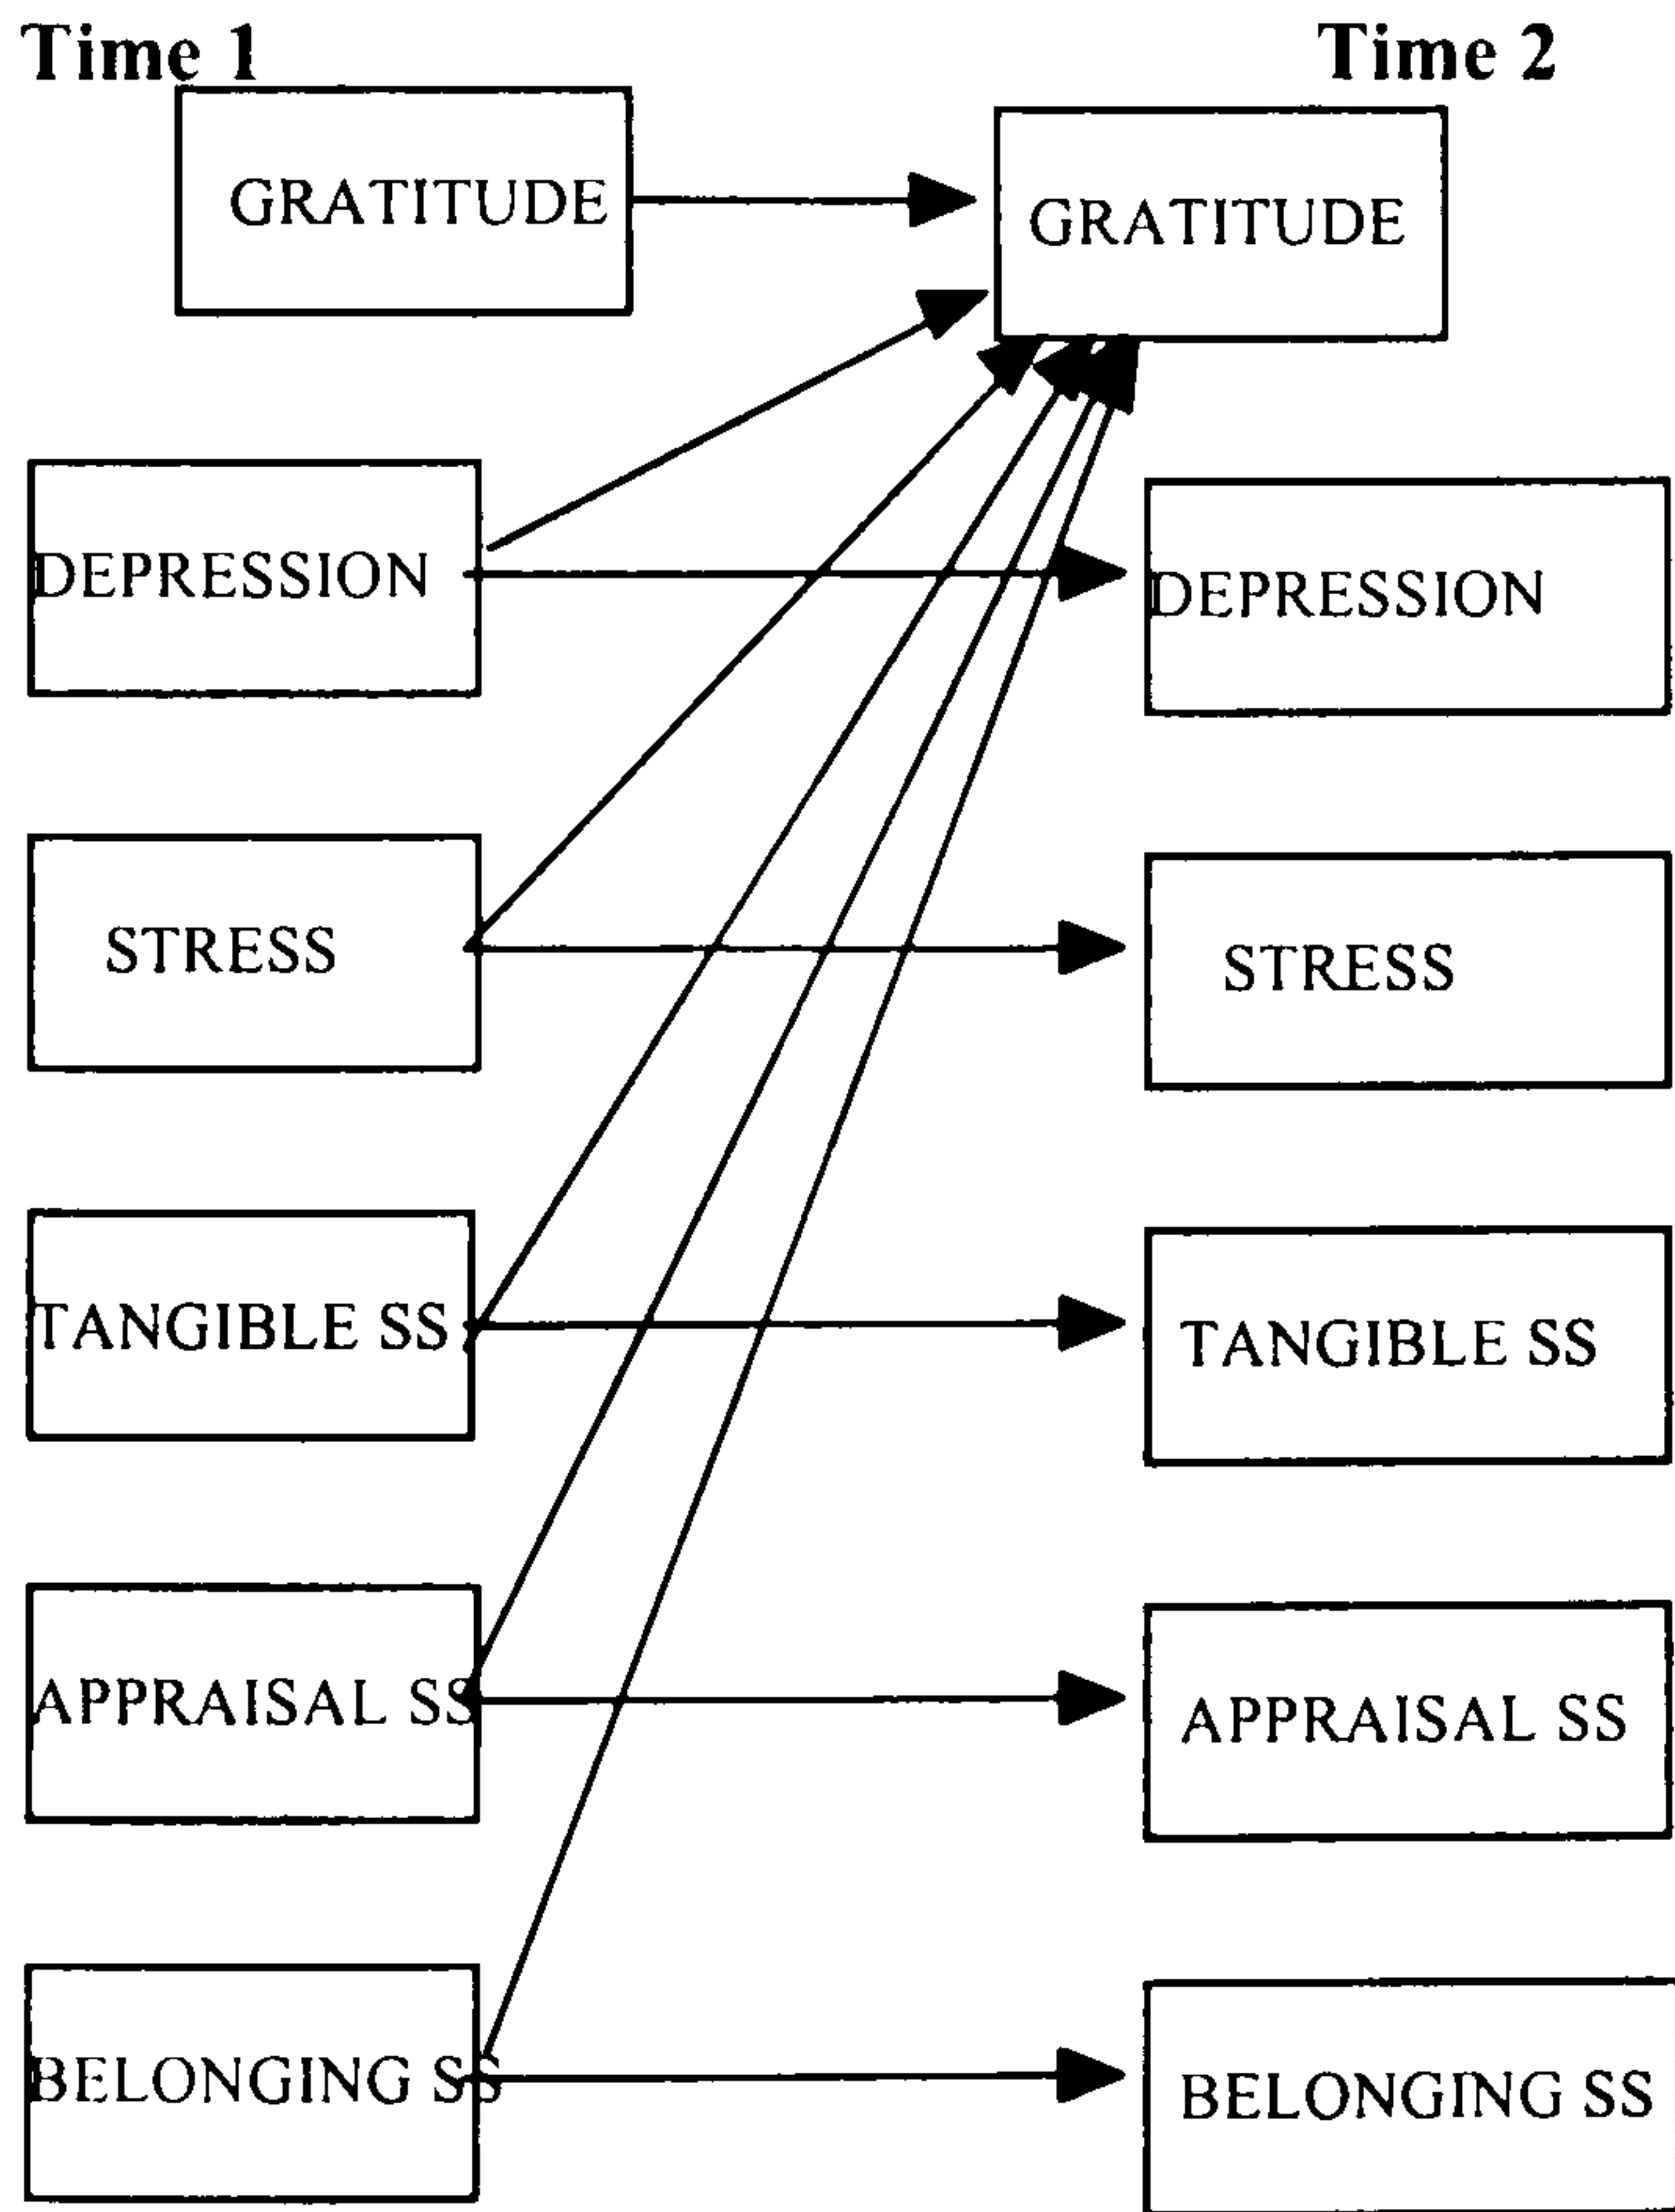 Time 1 Time 2
GRATITUDE GRATITUDE
DEPRESSION DEPRESSION
STRESS STRESS
TANGIBLE SS TANGIBLE SS
APPRAISAL SS APPRAISAL SS
BELONGING SS BELONGING SS